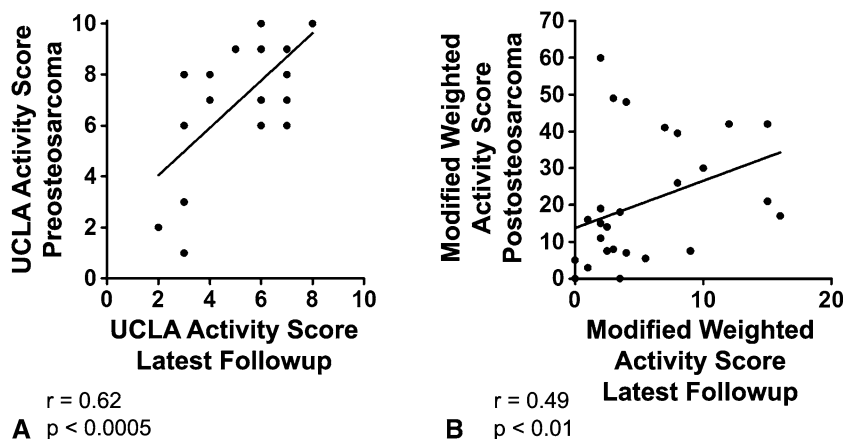 UCLA Activity Score
Preosteosarcoma
10
8
6
4
2
0
0 2 4 6 8 10
UCLA Activity Score
Latest Followup
r = 0.62
A p < 0.0005
Modified Weighted
Activity Score
Postosteosarcoma
70
60
50
40
30
20
10
0
0 10 20
Modified Weighted
Activity Score
Latest Followup
r = 0.49
B p < 0.01